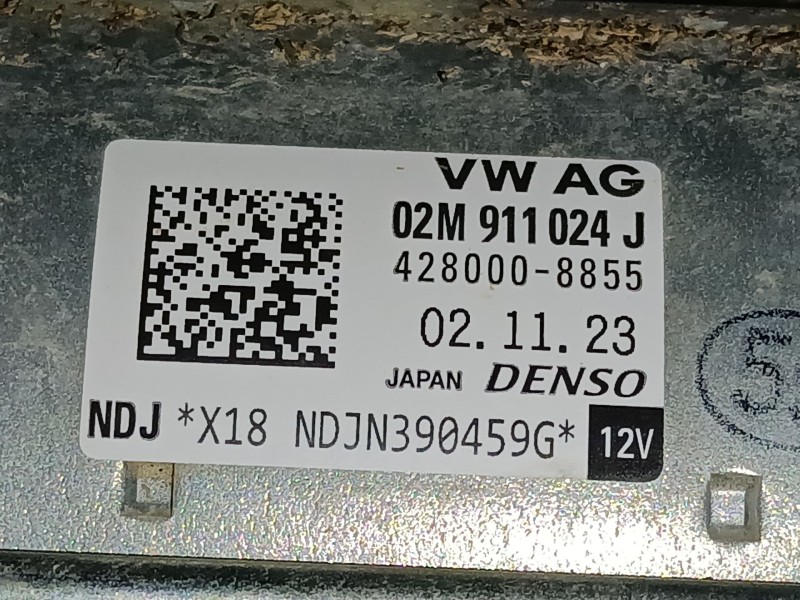 VW AG
02M 911 024 J
428000-8855
02.11.23
JAPAN DENSO
NDJ *X18 NDJN390459G* 12V